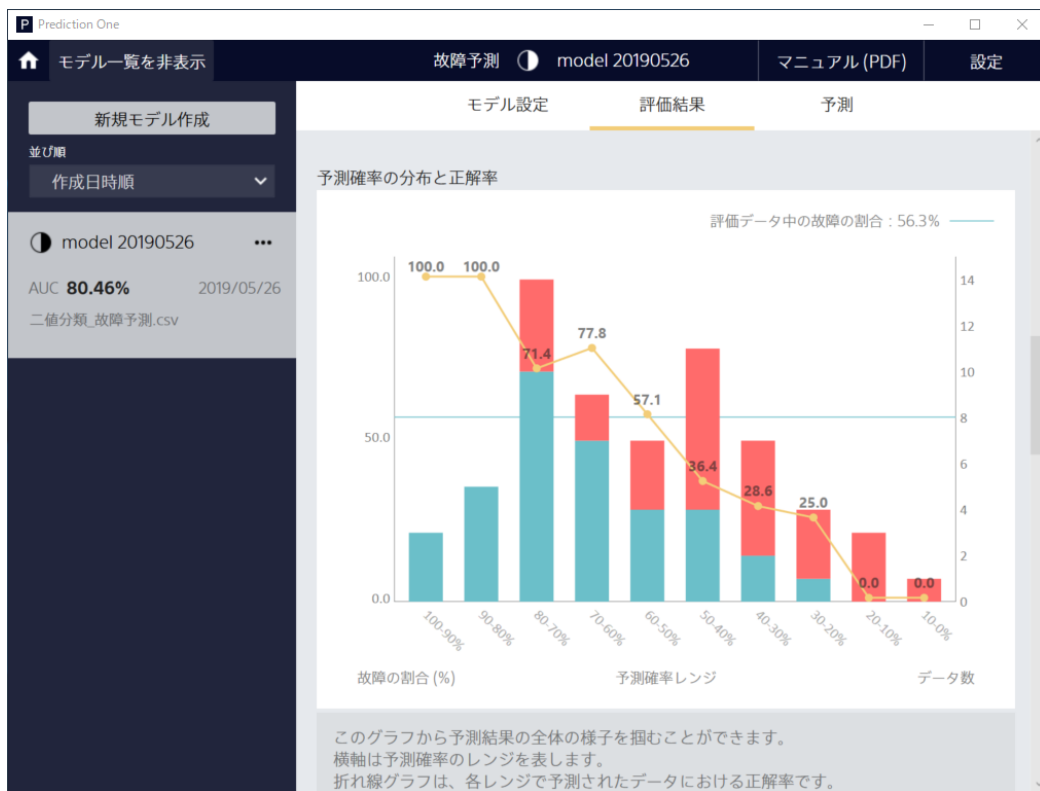 Prediction One
モデル一覧を非表示
故障予測 model 20190526
マニュアル (PDF)
設定
新規モデル作成
並び順
作成日時順
model 20190526
AUC 80.46% 2019/05/26
二値分類_故障予測.csv
モデル設定 評価結果 予測
予測確率の分布と正解率
評価データ中の故障の割合：56.3%
100.0
50.0
0.0
100.0 100.0 71.4 77.8 57.1 36.4 28.6 25.0 0.0 0.0
14
12
10
8
6
4
2
0
100-90% 90-80% 80-70% 70-60% 60-50% 50-40% 40-30% 30-20% 20-10% 10-0%
故障の割合 (%) 予測確率レンジ データ数
このグラフから予測結果の全体の様子を掴むことができます。
横軸は予測確率のレンジを表します。
折れ線グラフは、各レンジで予測されたデータにおける正解率です。